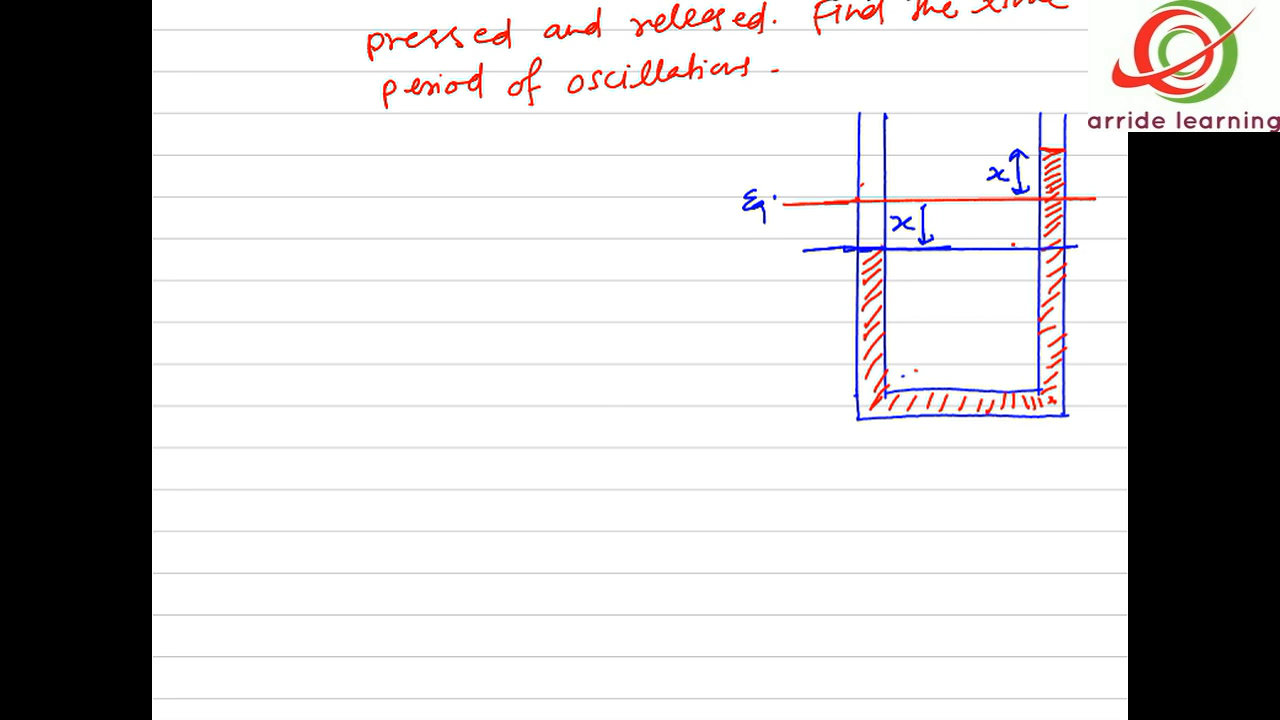 pressed and released. Find the time
period of oscillations.
arride learning
x
Eq.
x